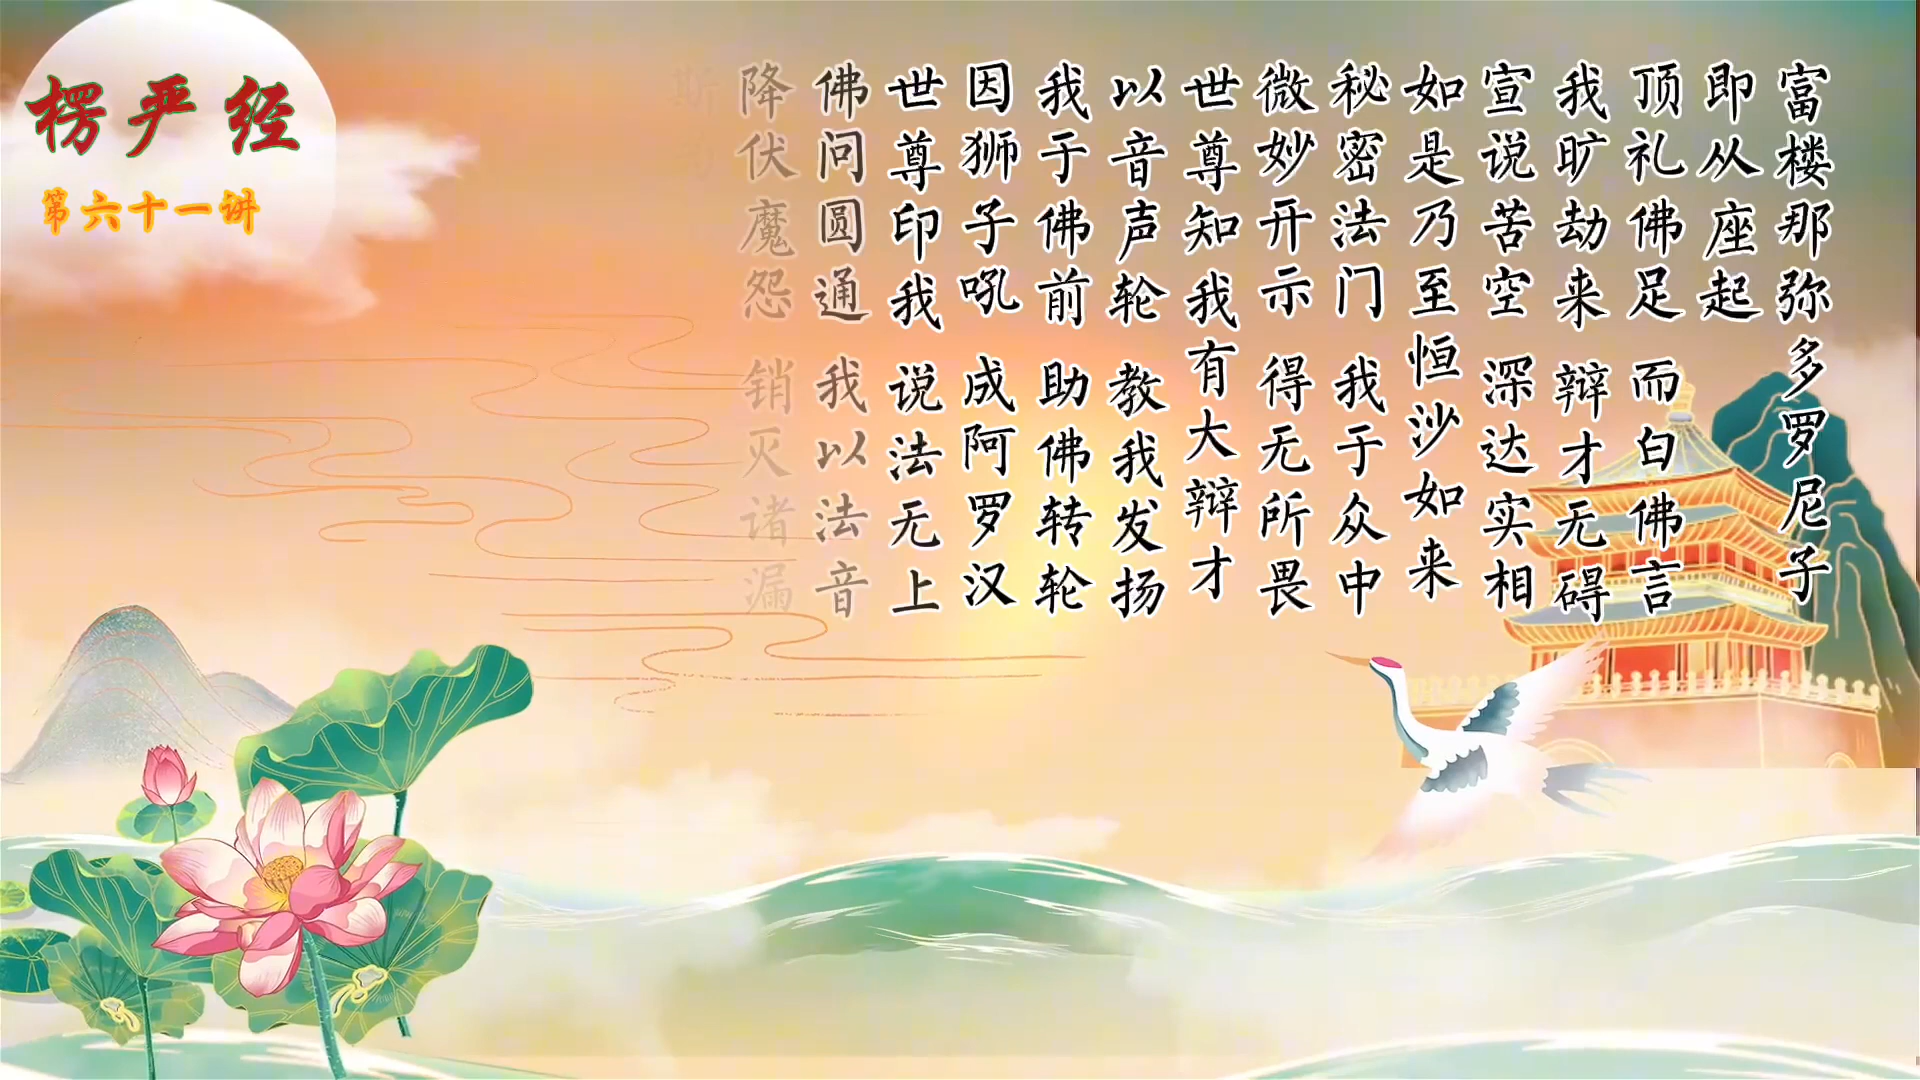 楞严经
第六十一讲
富楼那弥多罗尼子
即从座起
顶礼佛足 而白佛言
我旷劫来 辩才无碍
宣说苦空 深达实相
如是乃至恒沙如来
秘密法门 我于众中
微妙开示 得无所畏
世尊知我有大辩才
以音声轮 教我发扬
我于佛前 助佛转轮
因狮子吼 成阿罗汉
世尊印我 说法无上
佛问圆通 我以法音
降伏魔怨 销灭诸漏